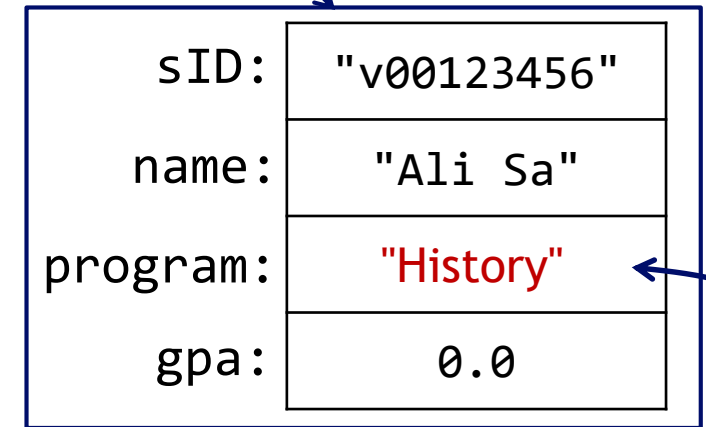 sID: "v00123456"
name: "Ali Sa"
program: "History"
gpa: 0.0